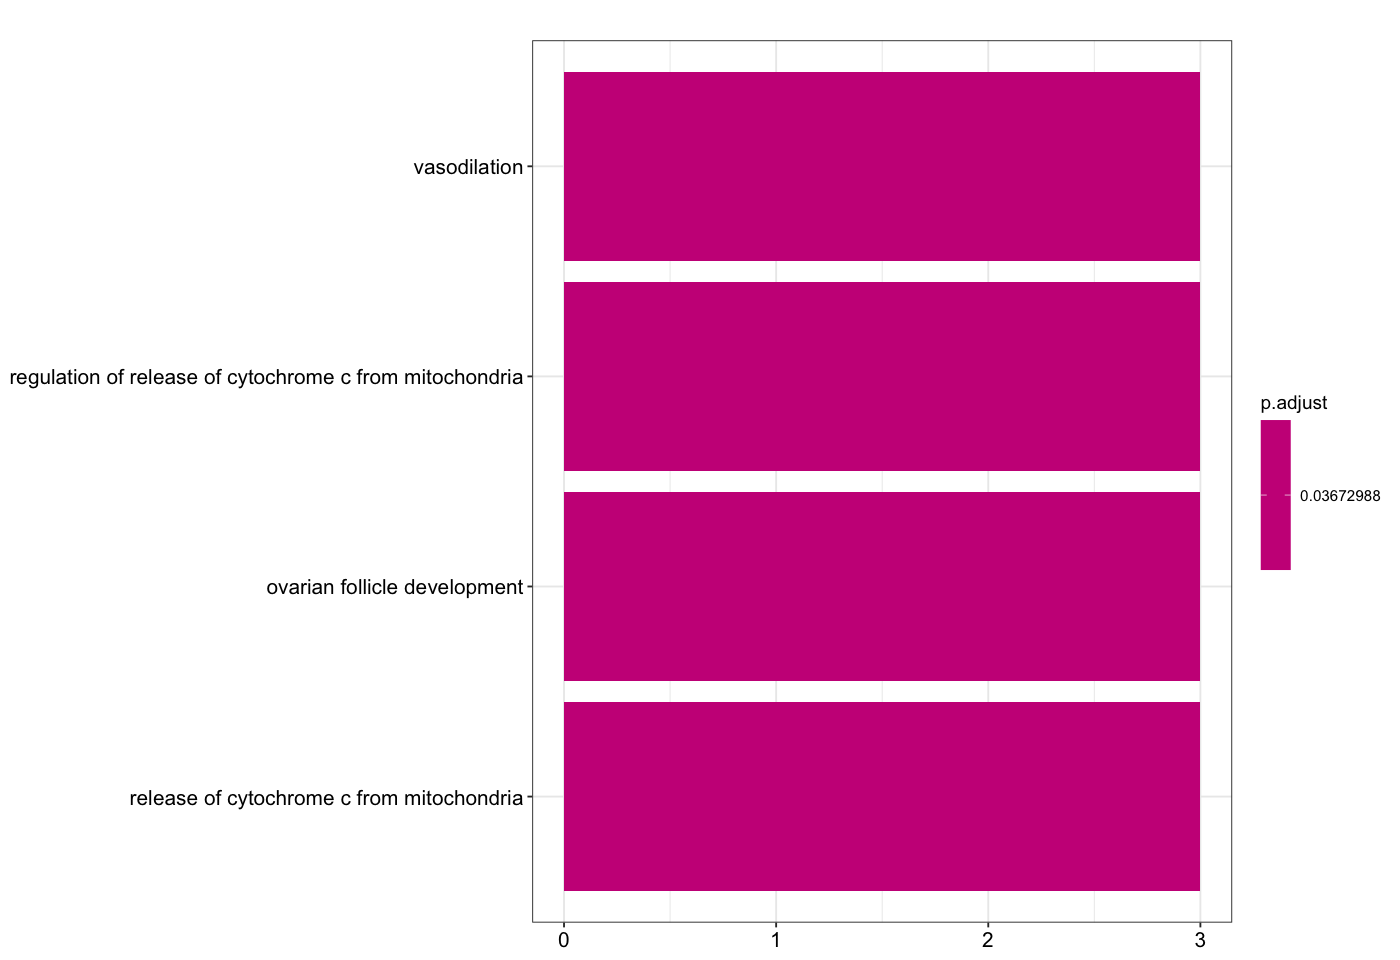 vasodilation
regulation of release of cytochrome c from mitochondria
ovarian follicle development
release of cytochrome c from mitochondria
0 1 2 3
p.adjust
0.03672988